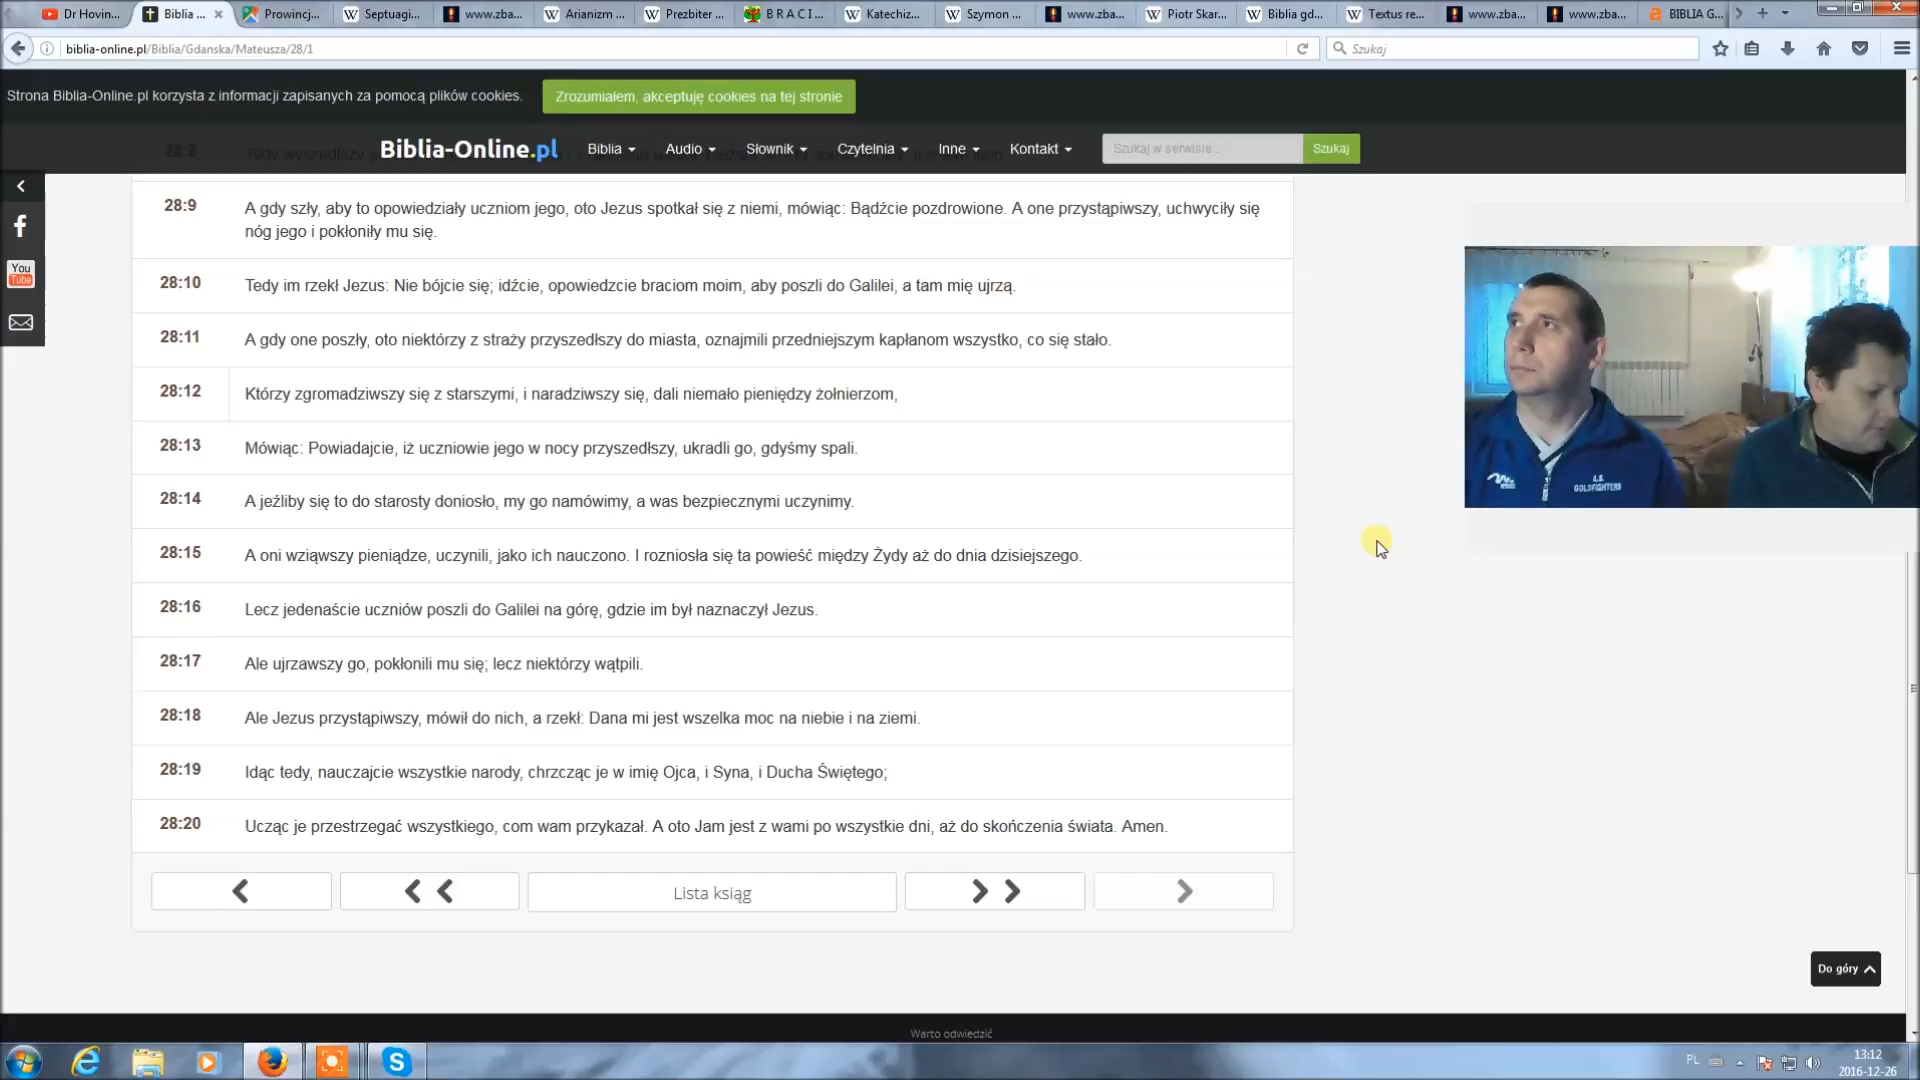 Dr Hovin...
Biblia ...
Prowincj...
Septuagi...
www.zba...
Arianizm ...
Prezbiter ...
B R A C I ...
Katechiz...
Szymon ...
www.zba...
Piotr Skar...
Biblia gd...
Textus re...
www.zba...
www.zba...
BIBLIA G...
biblia-online.pl/Biblia/Gdanska/Mateusza/28/1
Szukaj
Strona Biblia-Online.pl korzysta z informacji zapisanych za pomocą plików cookies.
Zrozumiałem, akceptuję cookies na tej stronie
Biblia-Online.pl
Biblia
Audio
Słownik
Czytelnia
Inne
Kontakt
Szukaj w serwisie...
Szukaj
28:8
28:9 A gdy szły, aby to opowiedziały uczniom jego, oto Jezus spotkał się z niemi, mówiąc: Bądźcie pozdrowione. A one przystąpiwszy, uchwyciły się
nóg jego i pokłoniły mu się.
28:10 Tedy im rzekł Jezus: Nie bójcie się; idźcie, opowiedzcie braciom moim, aby poszli do Galilei, a tam mię ujrzą.
28:11 A gdy one poszły, oto niektórzy z straży przyszedłszy do miasta, oznajmili przedniejszym kapłanom wszystko, co się stało.
28:12 Którzy zgromadziwszy się z starszymi, i naradziwszy się, dali niemało pieniędzy żołnierzom,
28:13 Mówiąc: Powiadajcie, iż uczniowie jego w nocy przyszedłszy, ukradli go, gdyśmy spali.
28:14 A jeźliby się to do starosty doniosło, my go namówimy, a was bezpiecznymi uczynimy.
28:15 A oni wziąwszy pieniądze, uczynili, jako ich nauczono. I rozniosła się ta powieść między Żydy aż do dnia dzisiejszego.
28:16 Lecz jedenaście uczniów poszli do Galilei na górę, gdzie im był naznaczył Jezus.
28:17 Ale ujrzawszy go, pokłonili mu się; lecz niektórzy wątpili.
28:18 Ale Jezus przystąpiwszy, mówił do nich, a rzekł: Dana mi jest wszelka moc na niebie i na ziemi.
28:19 Idąc tedy, nauczajcie wszystkie narody, chrzcząc je w imię Ojca, i Syna, i Ducha Świętego;
28:20 Ucząc je przestrzegać wszystkiego, com wam przykazał. A oto Jam jest z wami po wszystkie dni, aż do skończenia świata. Amen.
You
Tube
L.S.
GOLDFIGHTERS
Lista ksiąg
Do góry
Warto odwiedzić
PL
13:12
2016-12-26